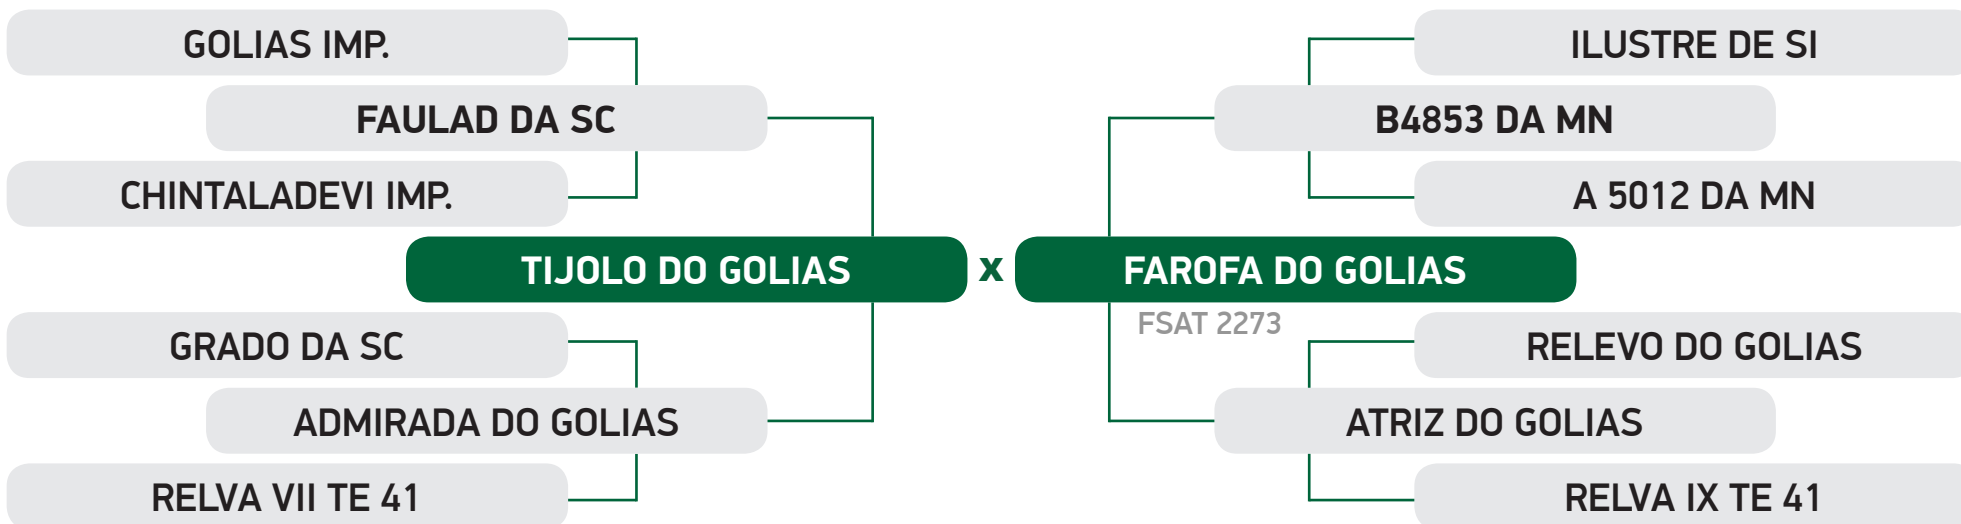 GOLIAS IMP.
ILUSTRE DE SI
FAULAD DA SC
B4853 DA MN
CHINTALADEVI IMP.
A 5012 DA MN
TIJOLO DO GOLIAS x FAROFA DO GOLIAS
FSAT 2273
GRADO DA SC
RELEVO DO GOLIAS
ADMIRADA DO GOLIAS
ATRIZ DO GOLIAS
RELVA VII TE 41
RELVA IX TE 41